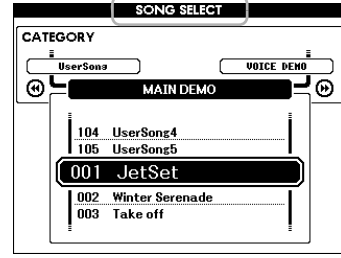 SONG SELECT
CATEGORY
UserSong VOICE DEMO
MAIN DEMO
104 UserSong4
105 UserSong5
001 JetSet
002 Winter Serenade
003 Take off